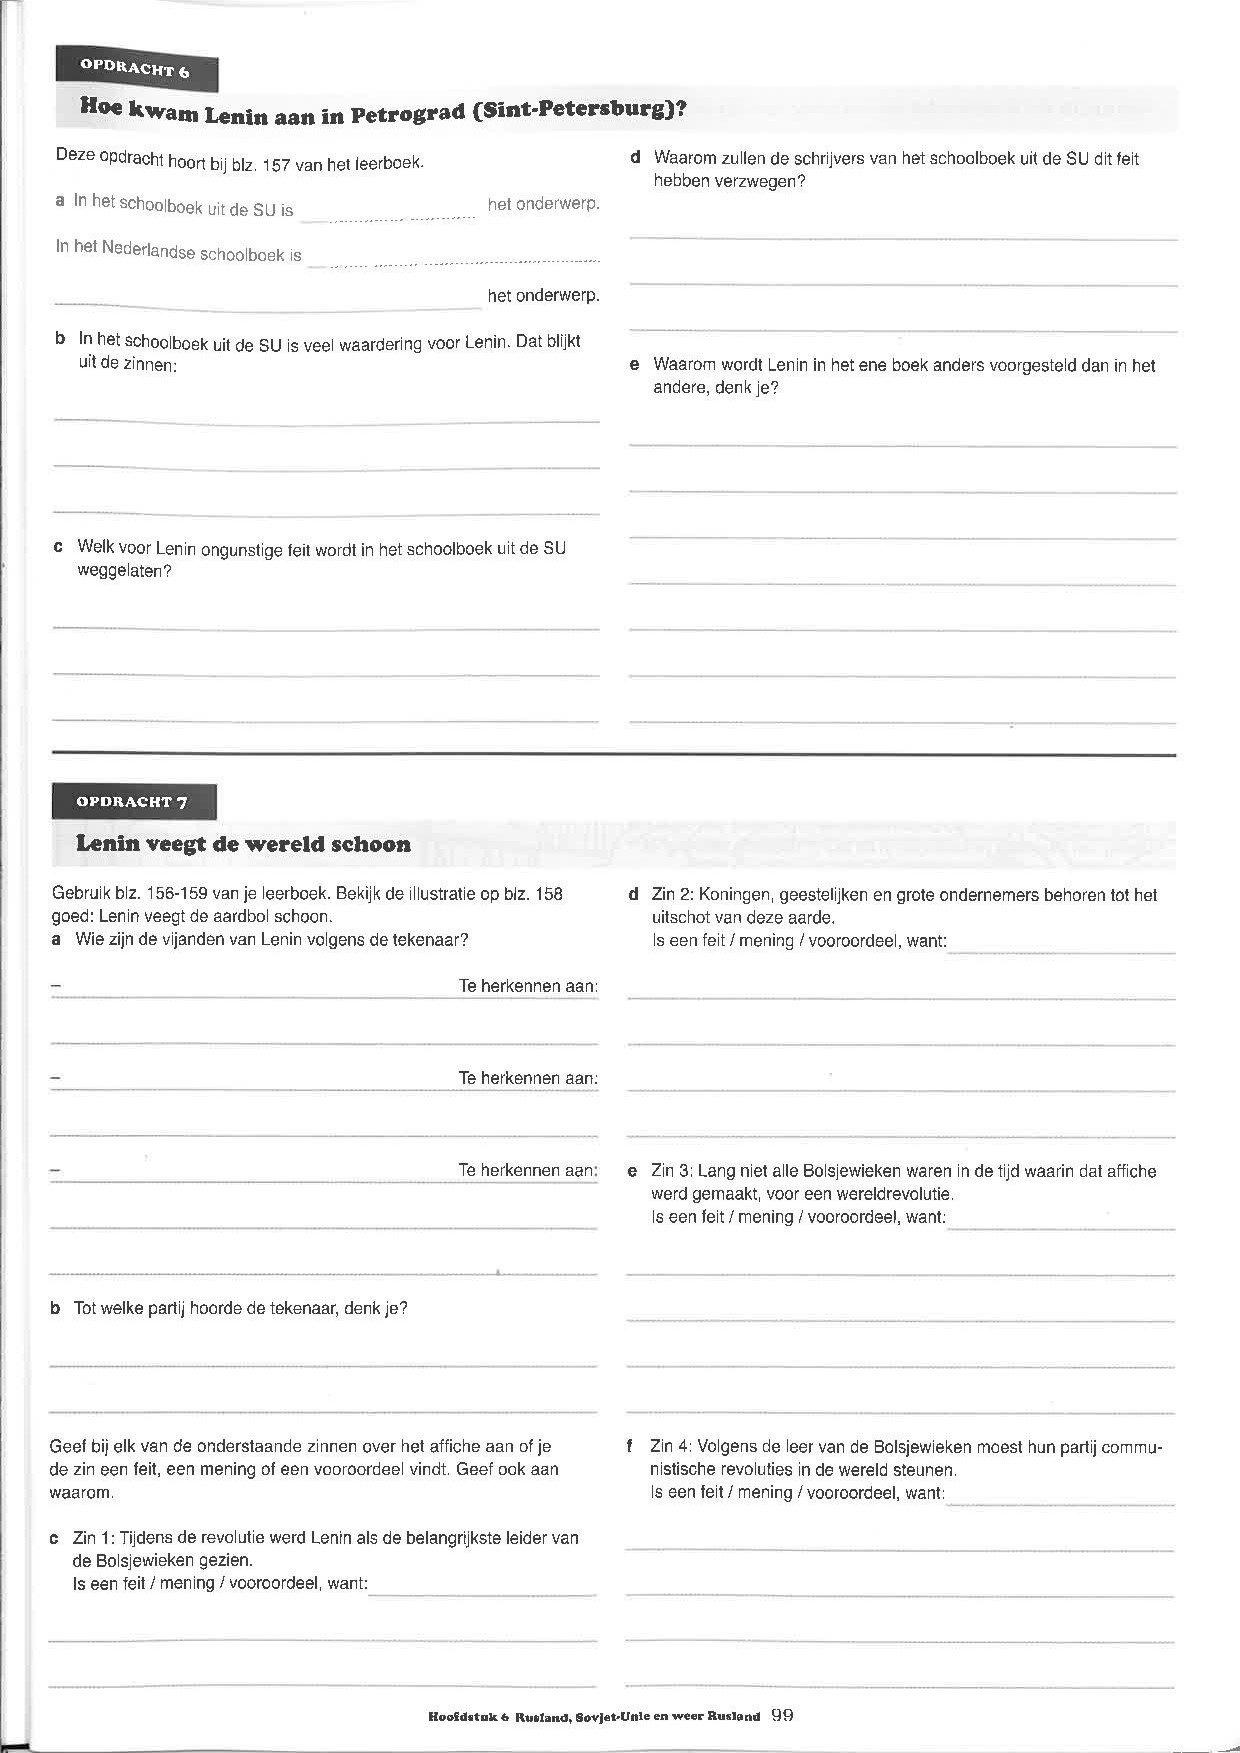 OPDRACHT 6
Hoe kwam Lenin aan in Petrograd (Sint-Petersburg)?
Deze opdracht hoort bij blz. 157 van het leerboek.
a In het schoolboek uit de SU is het onderwerp.
In het Nederlandse schoolboek is
het onderwerp.
b In het schoolboek uit de SU is veel waardering voor Lenin. Dat blijkt
uit de zinnen:
c Welk voor Lenin ongunstige feit wordt in het schoolboek uit de SU
weggelaten?
d Waarom zullen de schrijvers van het schoolboek uit de SU dit feit
hebben verzwegen?
e Waarom wordt Lenin in het ene boek anders voorgesteld dan in het
andere, denk je?
OPDRACHT 7
Lenin veegt de wereld schoon
Gebruik blz. 156-159 van je leerboek. Bekijk de illustratie op blz. 158
goed: Lenin veegt de aardbol schoon.
a Wie zijn de vijanden van Lenin volgens de tekenaar?
– Te herkennen aan:
– Te herkennen aan:
– Te herkennen aan:
b Tot welke partij hoorde de tekenaar, denk je?
Geef bij elk van de onderstaande zinnen over het affiche aan of je
de zin een feit, een mening of een vooroordeel vindt. Geef ook aan
waarom.
c Zin 1: Tijdens de revolutie werd Lenin als de belangrijkste leider van
de Bolsjewieken gezien.
Is een feit / mening / vooroordeel, want:
d Zin 2: Koningen, geestelijken en grote ondernemers behoren tot het
uitschot van deze aarde.
Is een feit / mening / vooroordeel, want:
e Zin 3: Lang niet alle Bolsjewieken waren in de tijd waarin dat affiche
werd gemaakt, voor een wereldrevolutie.
Is een feit / mening / vooroordeel, want:
f Zin 4: Volgens de leer van de Bolsjewieken moest hun partij commu-
nistische revoluties in de wereld steunen.
Is een feit / mening / vooroordeel, want:
Hoofdstuk 6 Rusland, Sovjet-Unie en weer Rusland 99